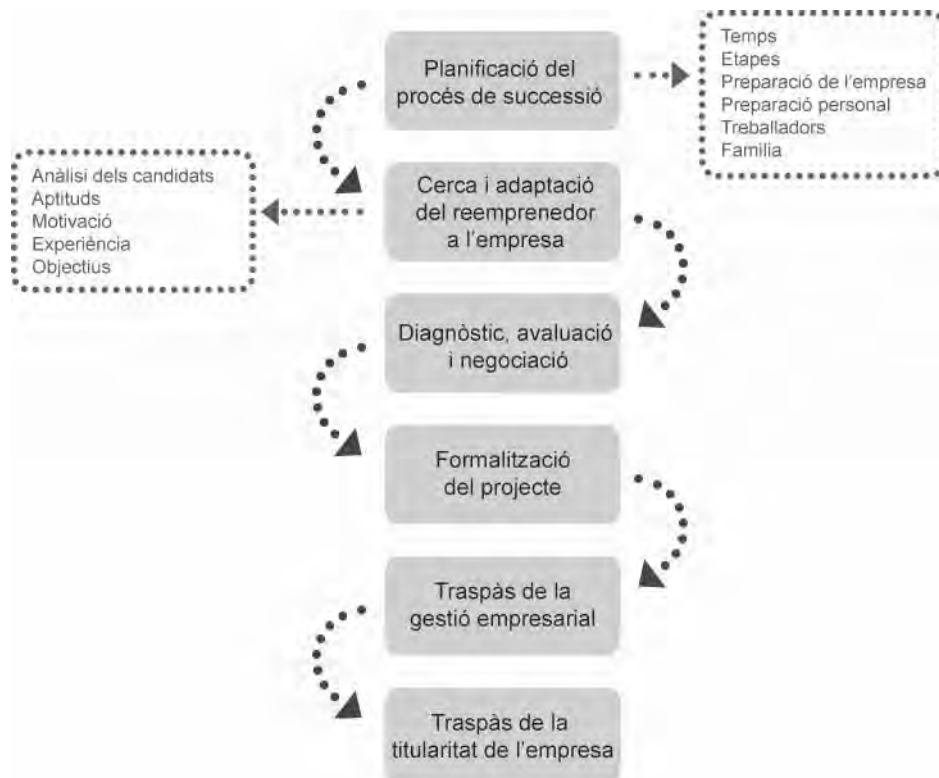 Planificació del
procés de successió
Temps
Etapes
Preparació de l'empresa
Preparació personal
Treballadors
Familia
Anàlisi dels candidats
Aptituds
Motivació
Experiència
Objectius
Cerca i adaptació
del reemprenedor
a l'empresa
Diagnòstic, avaluació
i negociació
Formalització
del projecte
Traspàs de la
gestió empresarial
Traspàs de la
titularitat de l'empresa